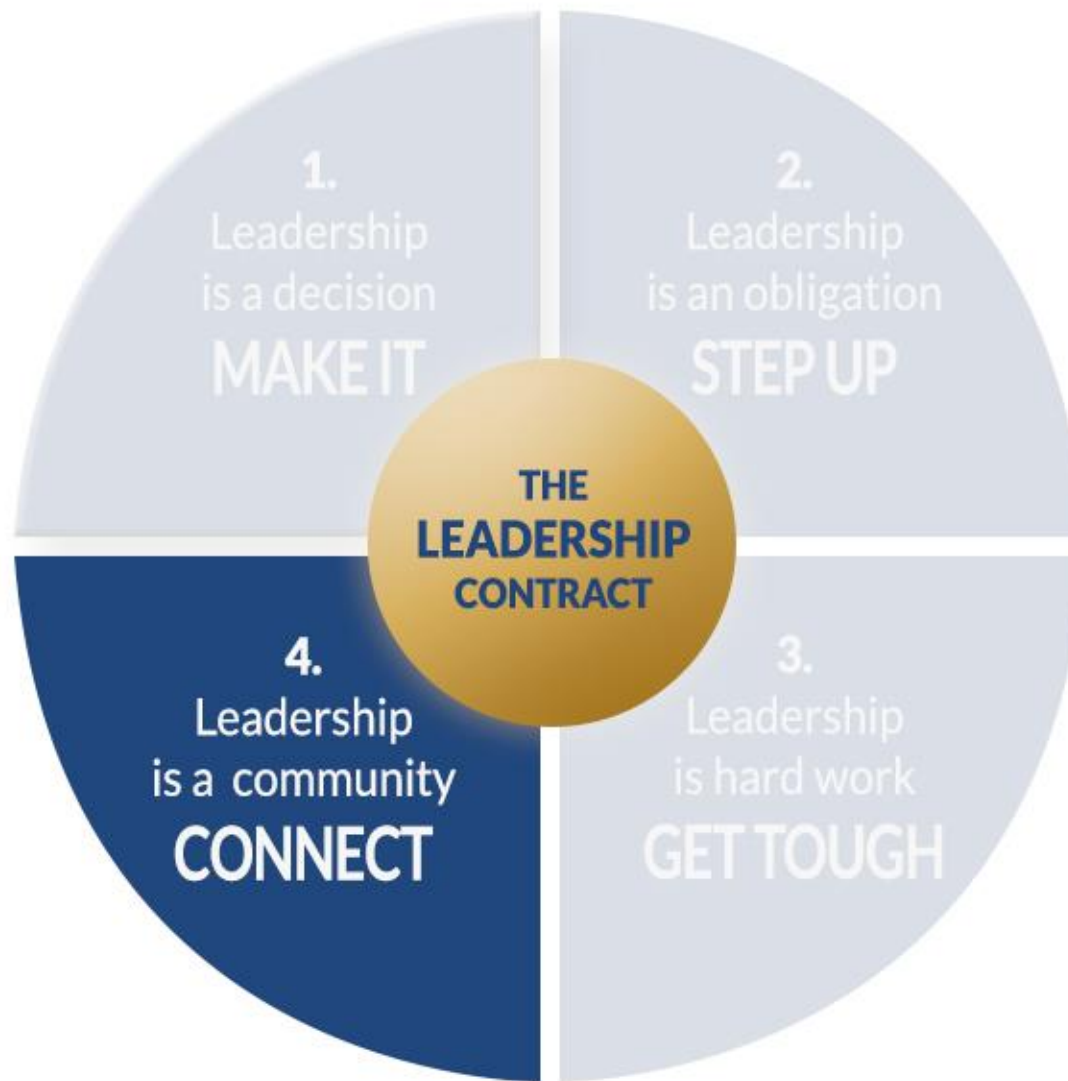 1.
Leadership
is a decision
MAKE IT
2.
Leadership
is an obligation
STEP UP
THE
LEADERSHIP
CONTRACT
4.
Leadership
is a community
CONNECT
3.
Leadership
is hard work
GET TOUGH